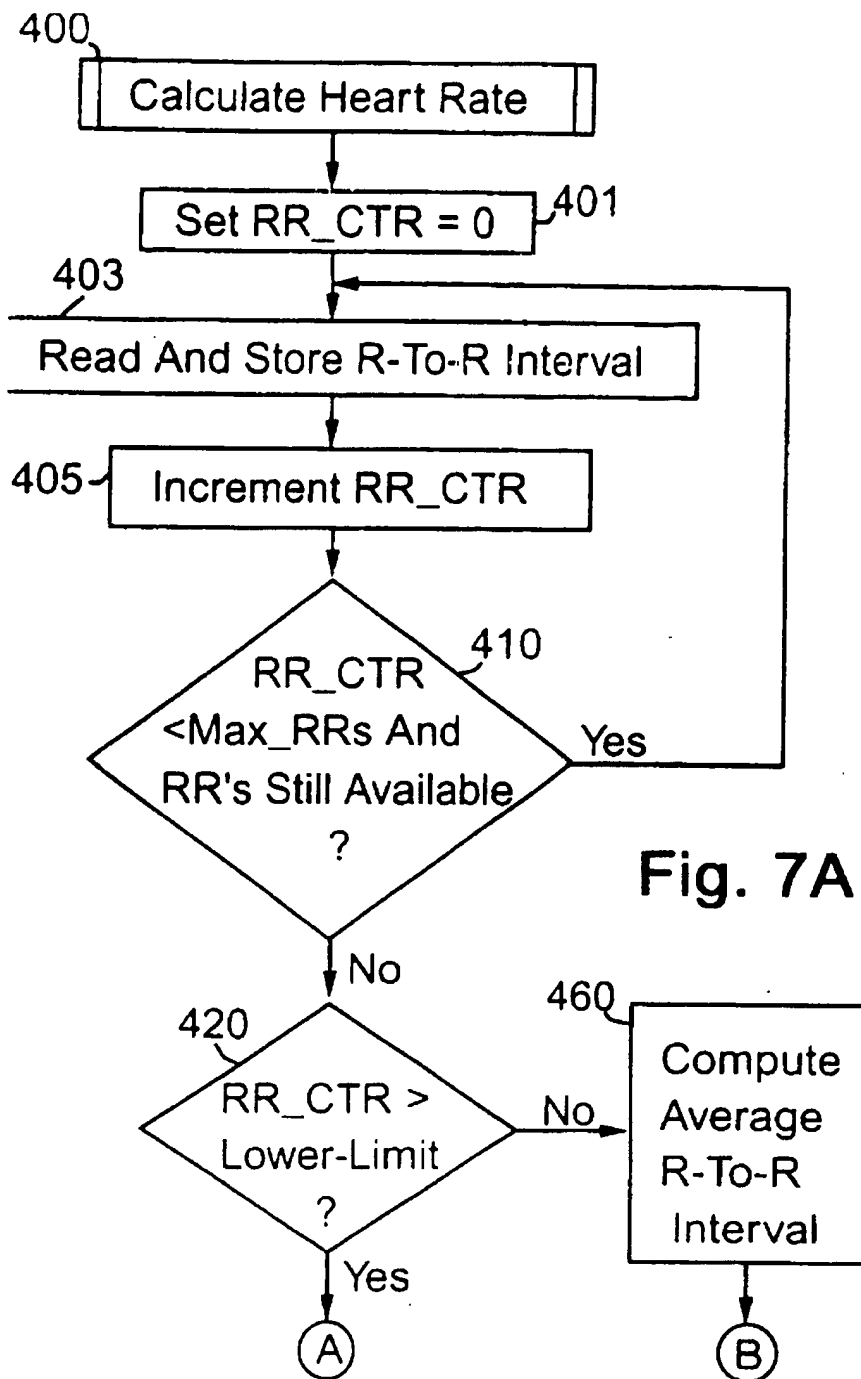 400
Calculate Heart Rate
Set RR_CTR = 0
401
403
Read And Store R-To-R Interval
405
Increment RR_CTR
410
RR_CTR
<Max_RRs And
RR's Still Available
?
Yes
Fig. 7A
No
420
RR_CTR >
Lower-Limit
?
No
Yes
460
Compute
Average
R-To-R
Interval
A
B